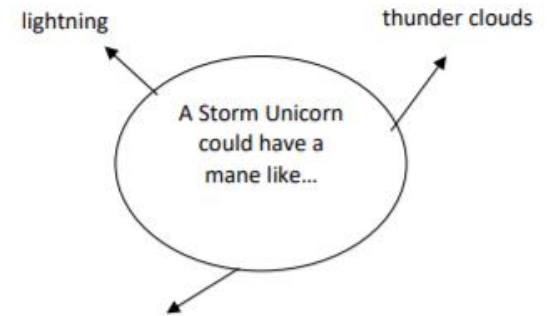 lightning
thunder clouds
A Storm Unicorn
could have a
mane like…